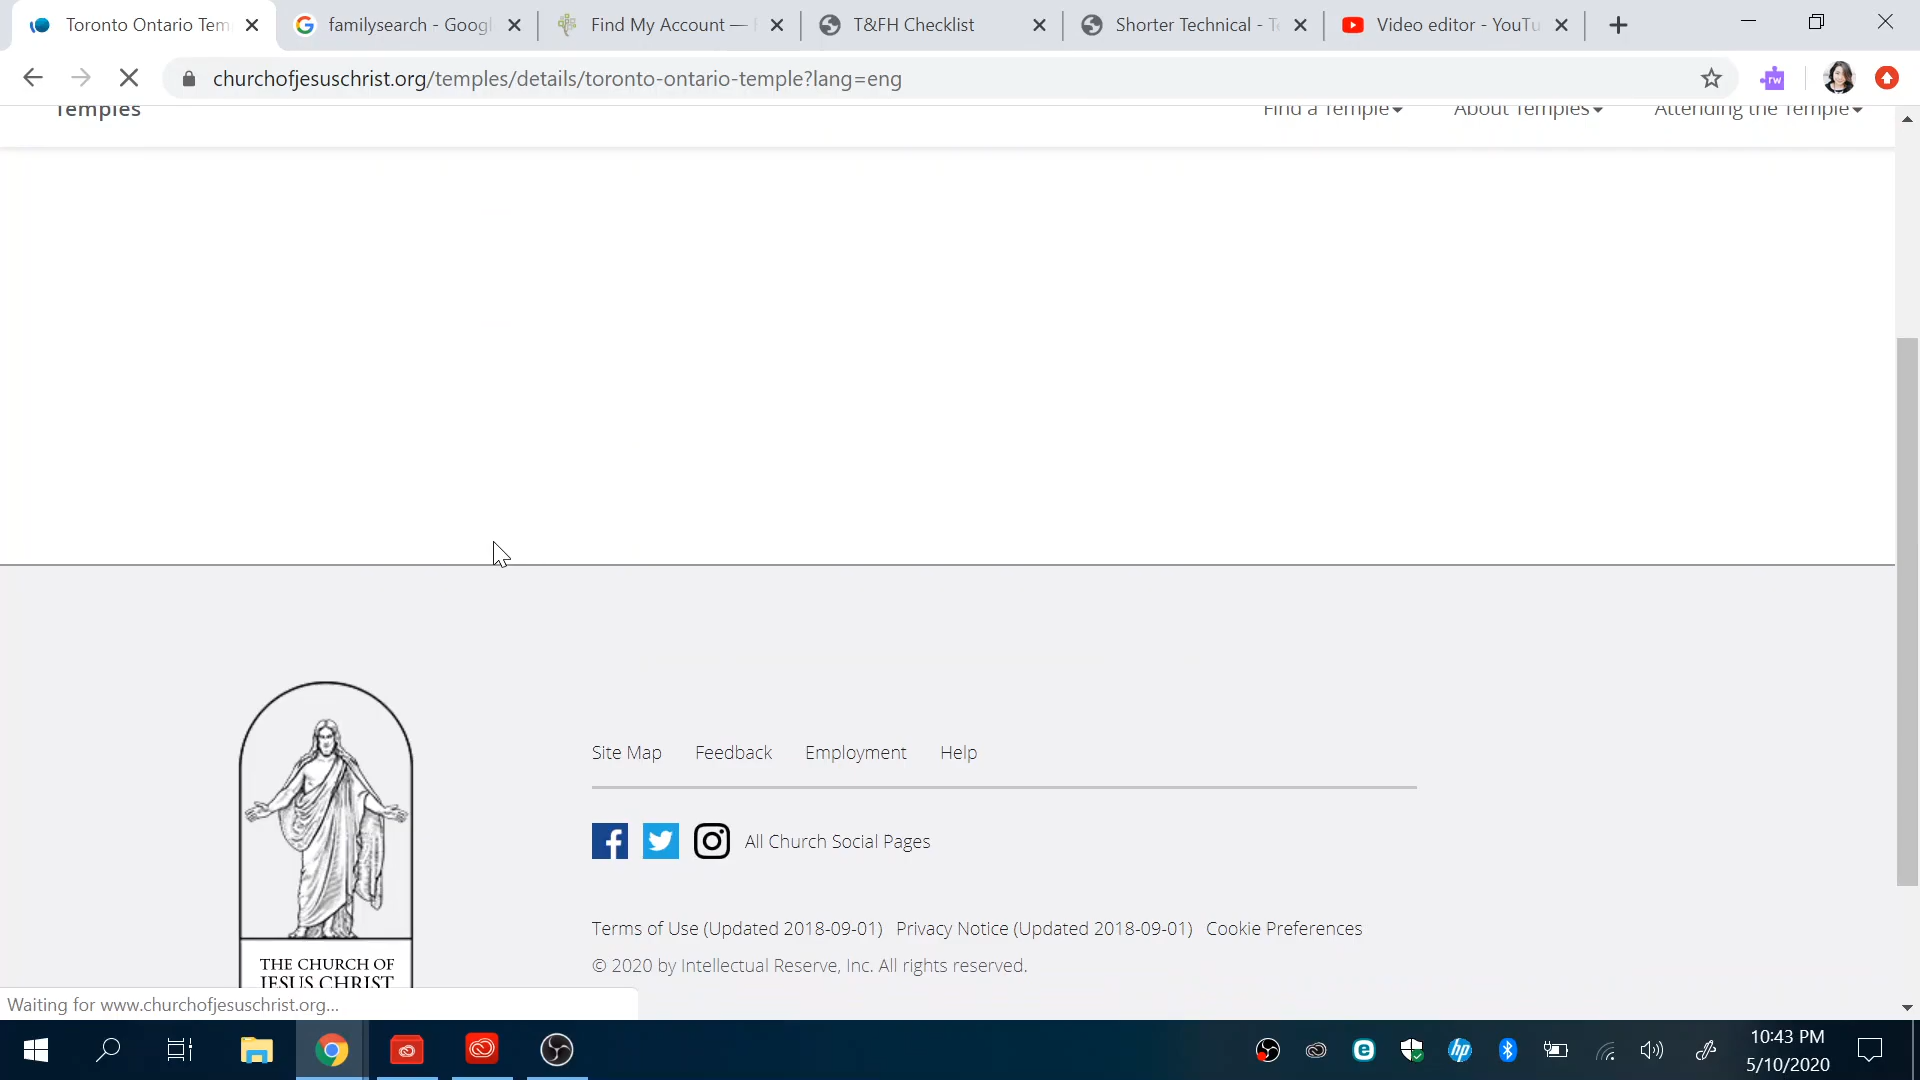 Toronto Ontario Tem
familysearch - Googl
Find My Account —
T&FH Checklist
Shorter Technical - T
Video editor - YouTu
churchofjesuschrist.org/temples/details/toronto-ontario-temple?lang=eng
rw
Temples
Find a Temple
About Temples
Attending the Temple
Site Map
Feedback
Employment
Help
All Church Social Pages
Terms of Use (Updated 2018-09-01)
Privacy Notice (Updated 2018-09-01)
Cookie Preferences
© 2020 by Intellectual Reserve, Inc. All rights reserved.
THE CHURCH OF
JESUS CHRIST
Waiting for www.churchofjesuschrist.org...
hp
10:43 PM
5/10/2020